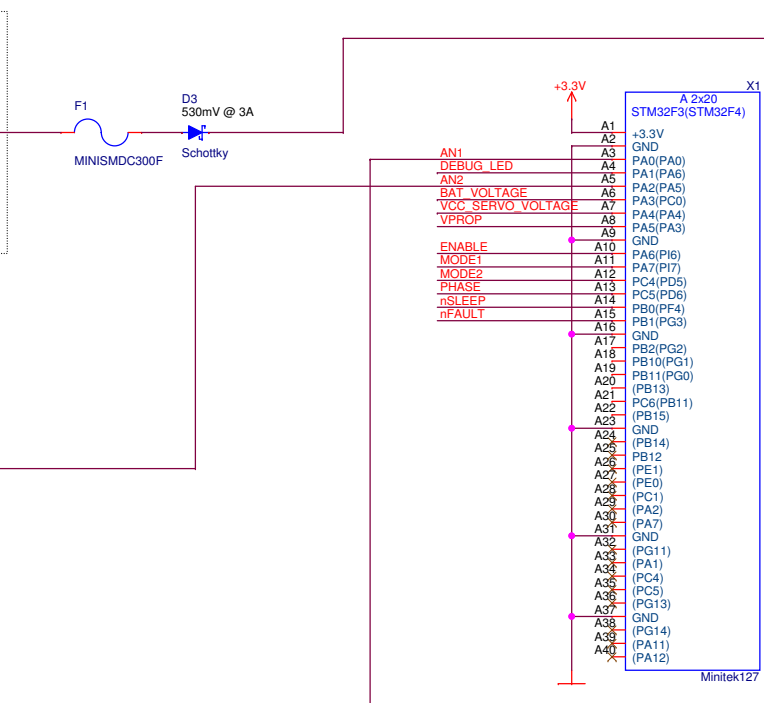 F1
MINISMDC300F
D3
530mV @ 3A
Schottky
+3.3V
X1
A 2x20
STM32F3(STM32F4)
A1 +3.3V
A2 GND
AN1 A3 PA0(PA0)
DEBUG_LED A4 PA1(PA6)
AN2 A5 PA2(PA5)
BAT_VOLTAGE A6 PA3(PC0)
VCC_SERVO_VOLTAGE A7 PA4(PA4)
VPROP A8 PA5(PA3)
A9 GND
ENABLE A10 PA6(PI6)
MODE1 A11 PA7(PI7)
MODE2 A12 PC4(PD5)
PHASE A13 PC5(PD6)
nSLEEP A14 PB0(PF4)
nFAULT A15 PB1(PG3)
A16 GND
A17 PB2(PG2)
A18 PB10(PG1)
A19 PB11(PG0)
A20 (PB13)
A21 PC6(PB11)
A22 (PB15)
A23 GND
A24 (PB14)
A25 PB12
A26 (PE1)
A27 (PE0)
A28 (PC1)
A29 (PA2)
A30 (PA7)
A31 GND
A32 (PG11)
A33 (PA1)
A34 (PC4)
A35 (PC5)
A36 (PG13)
A37 GND
A38 (PG14)
A39 (PA11)
A40 (PA12)
Minitek127